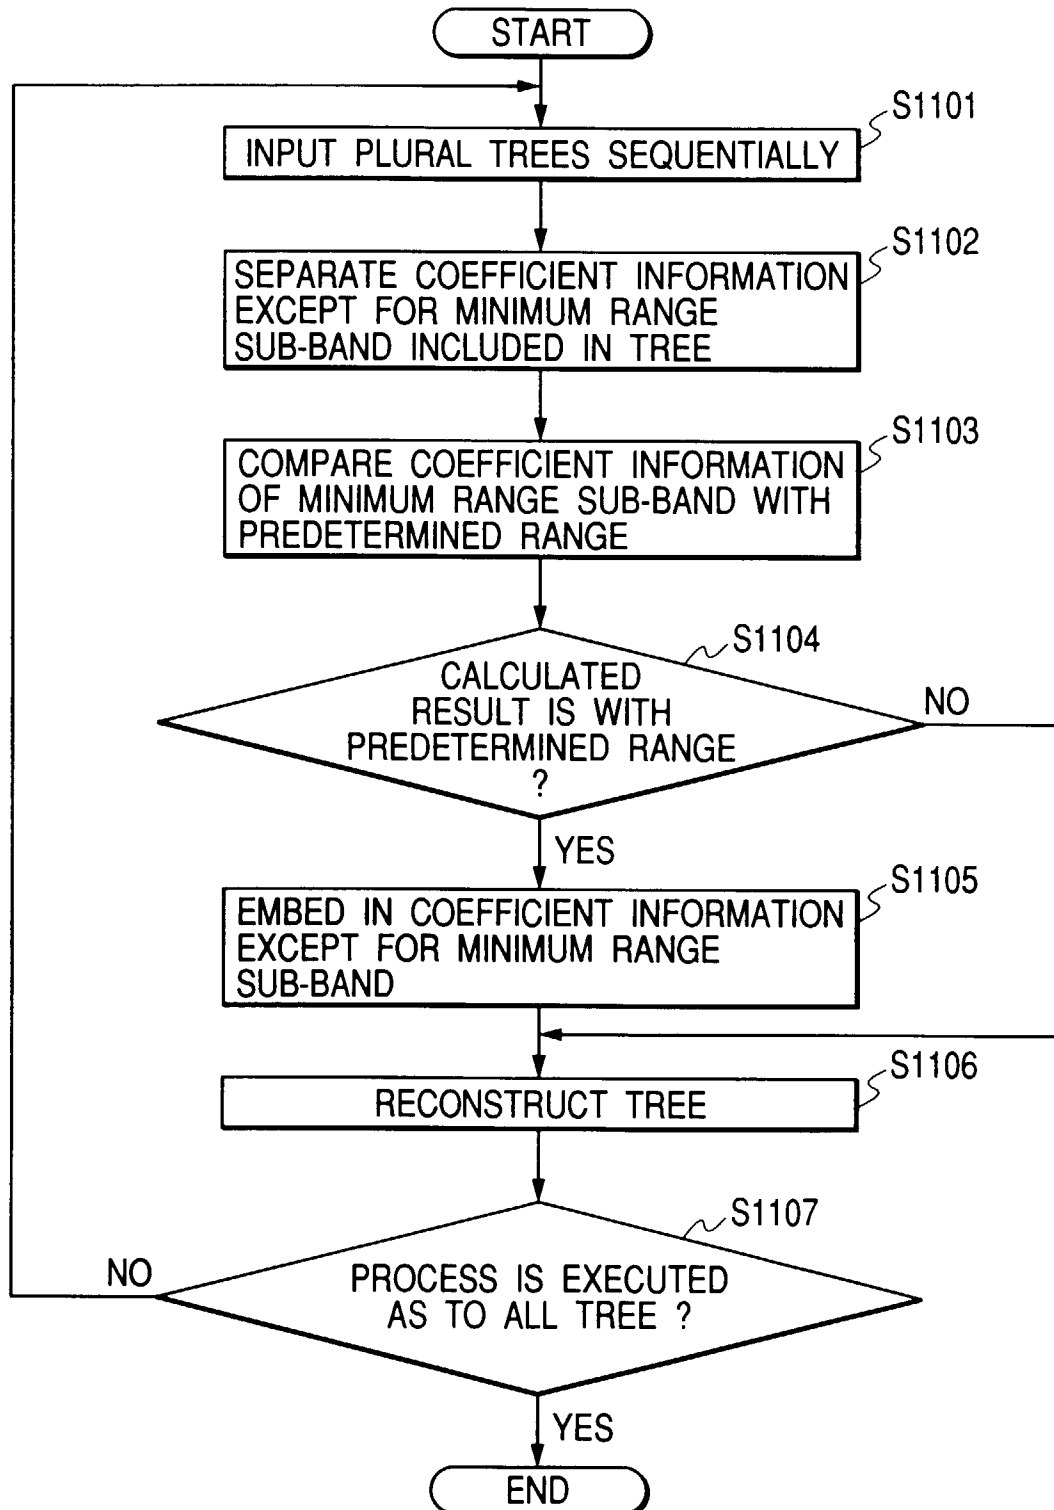 START
S1101
INPUT PLURAL TREES SEQUENTIALLY
S1102
SEPARATE COEFFICIENT INFORMATION
EXCEPT FOR MINIMUM RANGE
SUB-BAND INCLUDED IN TREE
S1103
COMPARE COEFFICIENT INFORMATION
OF MINIMUM RANGE SUB-BAND WITH
PREDETERMINED RANGE
S1104
CALCULATED
RESULT IS WITH
PREDETERMINED RANGE
?
NO
YES
S1105
EMBED IN COEFFICIENT INFORMATION
EXCEPT FOR MINIMUM RANGE
SUB-BAND
S1106
RECONSTRUCT TREE
S1107
NO
PROCESS IS EXECUTED
AS TO ALL TREE ?
YES
END